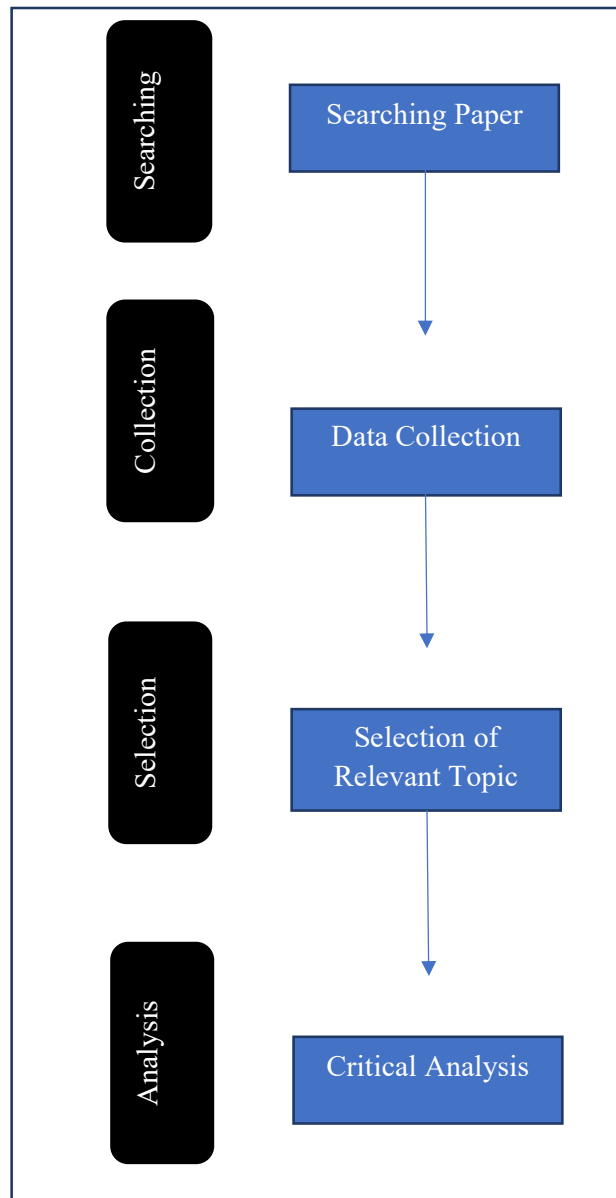 Searching
Searching Paper
Collection
Data Collection
Selection
Selection of
Relevant Topic
Analysis
Critical Analysis